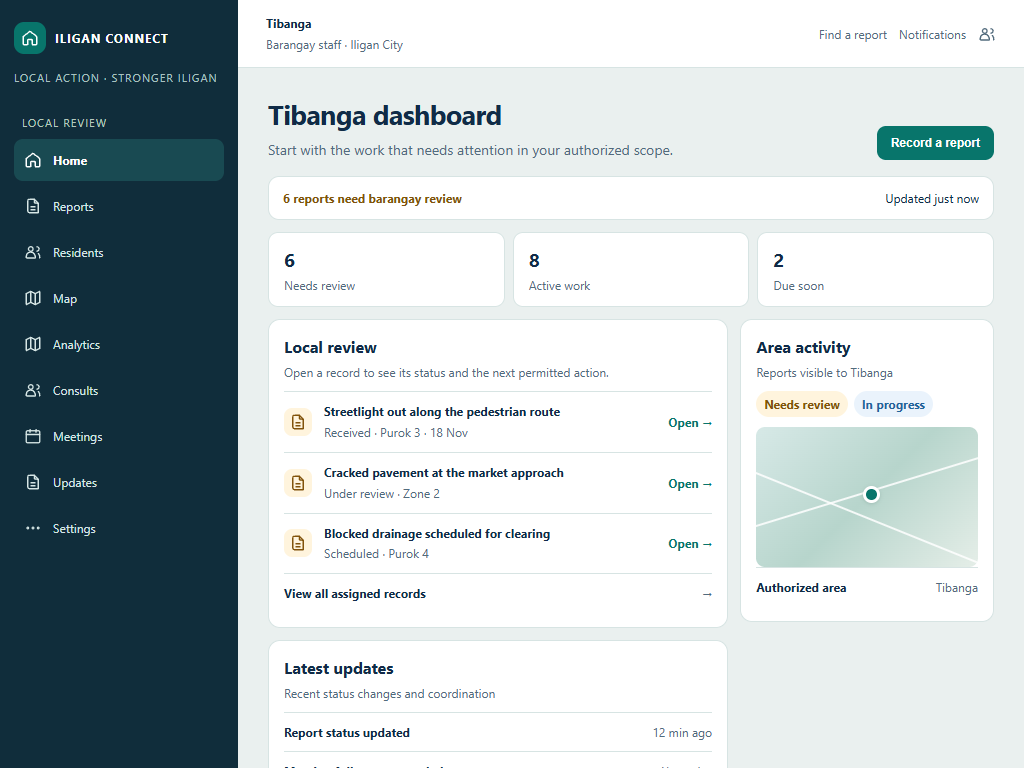 ILIGAN CONNECT
LOCAL ACTION · STRONGER ILIGAN
LOCAL REVIEW
Home
Reports
Residents
Map
Analytics
Consults
Meetings
Updates
Settings
Tibanga
Barangay staff · Iligan City
Find a report Notifications
Tibanga dashboard
Start with the work that needs attention in your authorized scope.
Record a report
6 reports need barangay review
Updated just now
6
Needs review
8
Active work
2
Due soon
Local review
Open a record to see its status and the next permitted action.
Streetlight out along the pedestrian route
Received · Purok 3 · 18 Nov
Open →
Cracked pavement at the market approach
Under review · Zone 2
Open →
Blocked drainage scheduled for clearing
Scheduled · Purok 4
Open →
View all assigned records →
Area activity
Reports visible to Tibanga
Needs review In progress
Authorized area Tibanga
Latest updates
Recent status changes and coordination
Report status updated 12 min ago